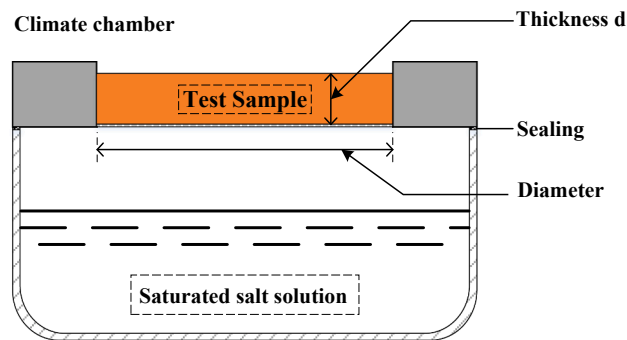 Climate chamber
Thickness d
Test Sample
Sealing
Diameter
Saturated salt solution